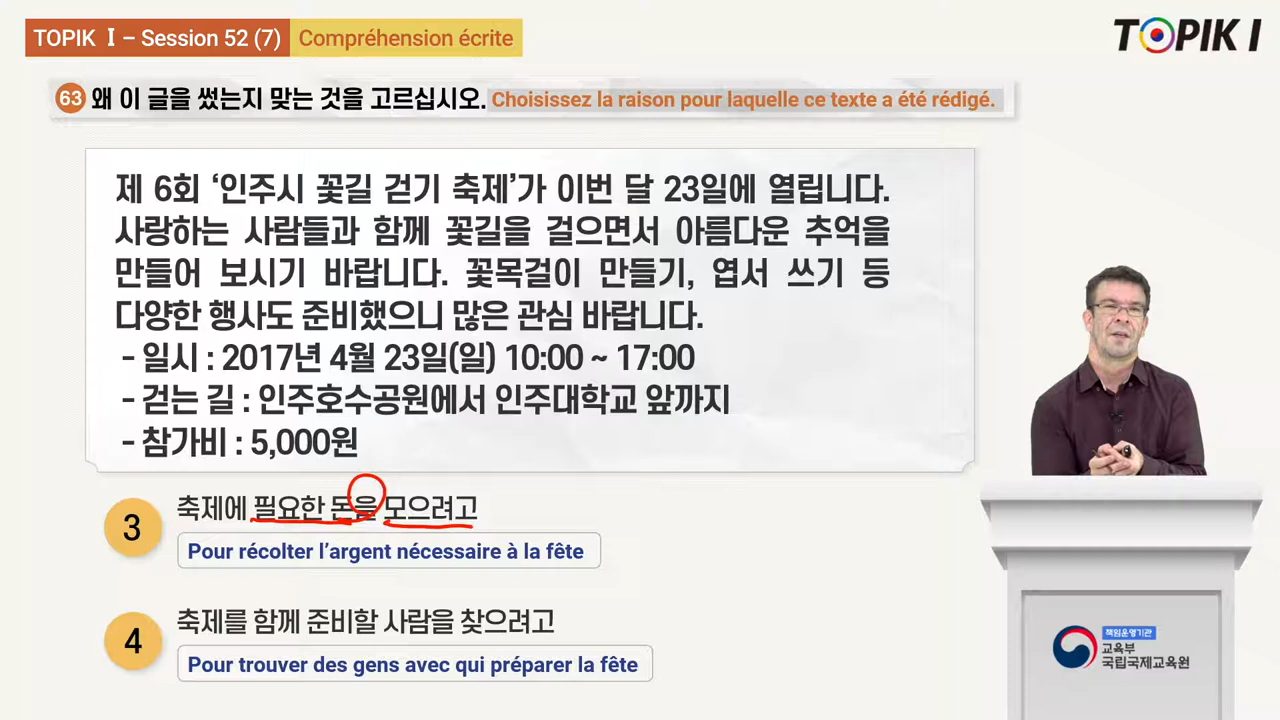 TOPIK I – Session 52 (7) Compréhension écrite
TOPIK I
63 왜 이 글을 썼는지 맞는 것을 고르십시오. Choisissez la raison pour laquelle ce texte a été rédigé.
제 6회 ‘인주시 꽃길 걷기 축제’가 이번 달 23일에 열립니다.
사랑하는 사람들과 함께 꽃길을 걸으면서 아름다운 추억을
만들어 보시기 바랍니다. 꽃목걸이 만들기, 엽서 쓰기 등
다양한 행사도 준비했으니 많은 관심 바랍니다.
- 일시 : 2017년 4월 23일(일) 10:00 ~ 17:00
- 걷는 길 : 인주호수공원에서 인주대학교 앞까지
- 참가비 : 5,000원
3 축제에 필요한 돈을 모으려고
Pour récolter l’argent nécessaire à la fête
4 축제를 함께 준비할 사람을 찾으려고
Pour trouver des gens avec qui préparer la fête
책임운영기관
교육부
국립국제교육원